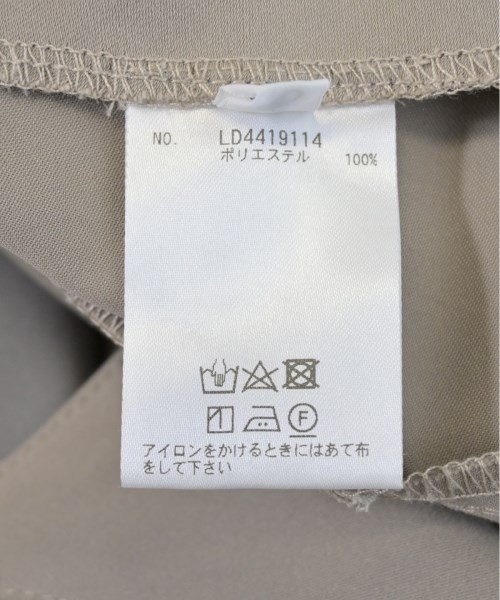 NO. LD4419114
ポリエステル 100%
F
アイロンをかけるときにはあて布
をして下さい